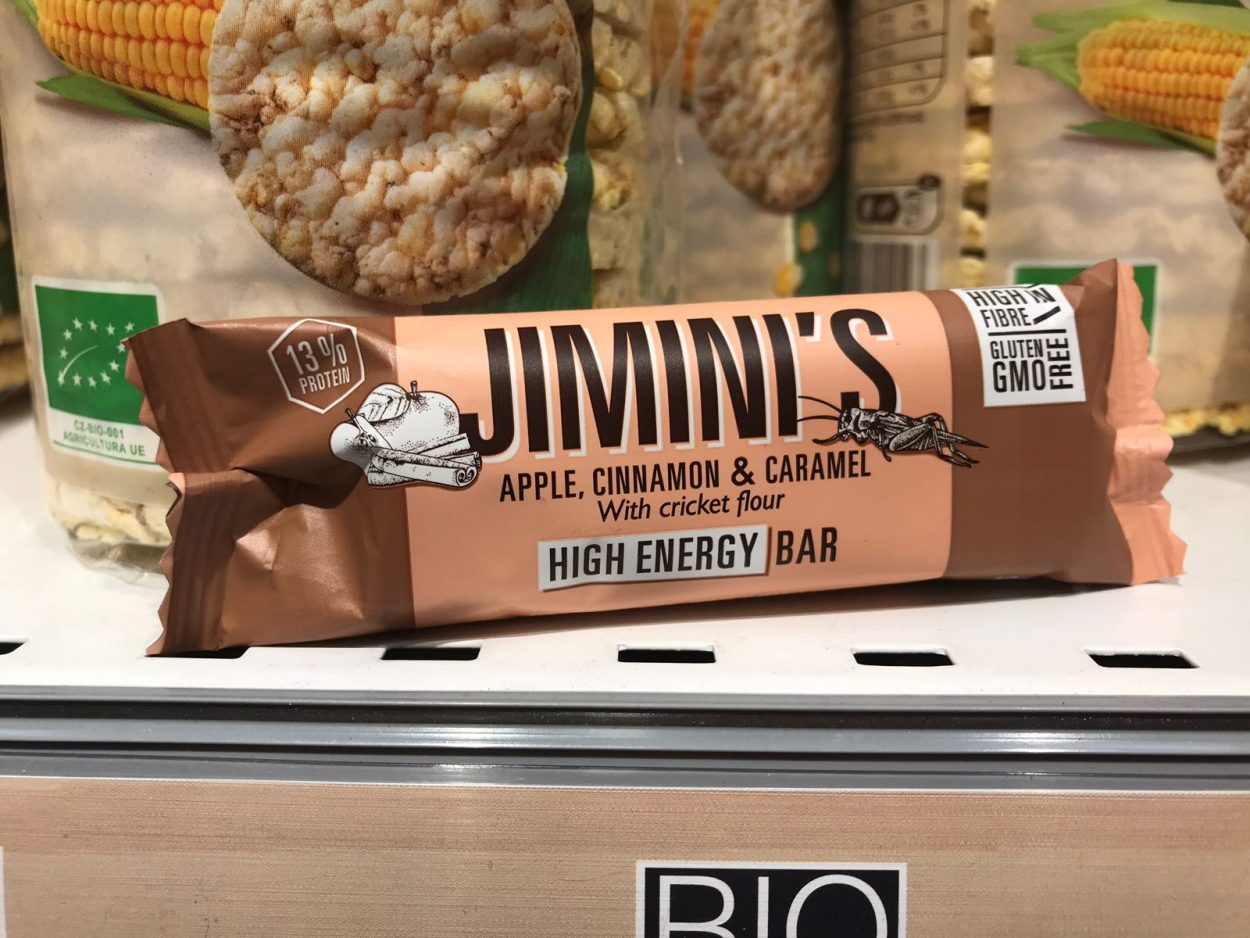 13%
PROTEIN
JIMINI'S
APPLE, CINNAMON & CARAMEL
With cricket flour
HIGH ENERGY BAR
HIGH IN
FIBRE
GLUTEN
GMO FREE
CZ-BIO-001
AGRICULTURA UE
BIO